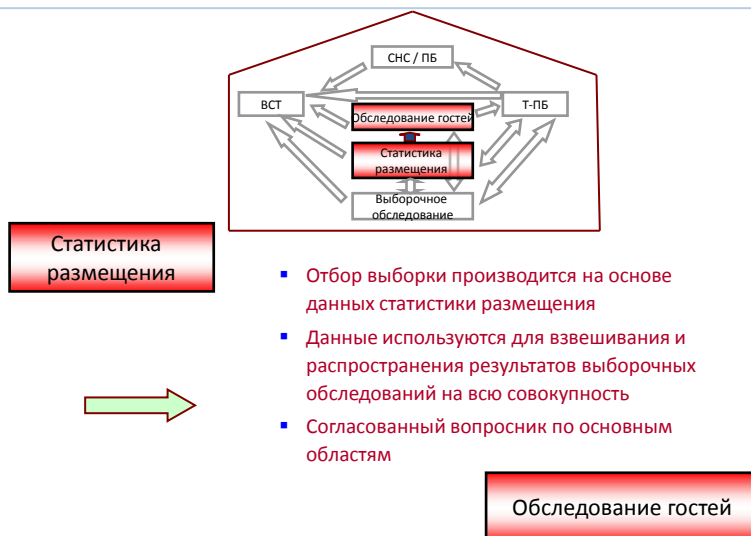 СНС / ПБ
ВСТ
Т-ПБ
Обследование гостей
Статистика
размещения
Выборочное
обследование
Статистика
размещения
▪ Отбор выборки производится на основе
данных статистики размещения
▪ Данные используются для взвешивания и
распространения результатов выборочных
обследований на всю совокупность
▪ Согласованный вопросник по основным
областям
Обследование гостей